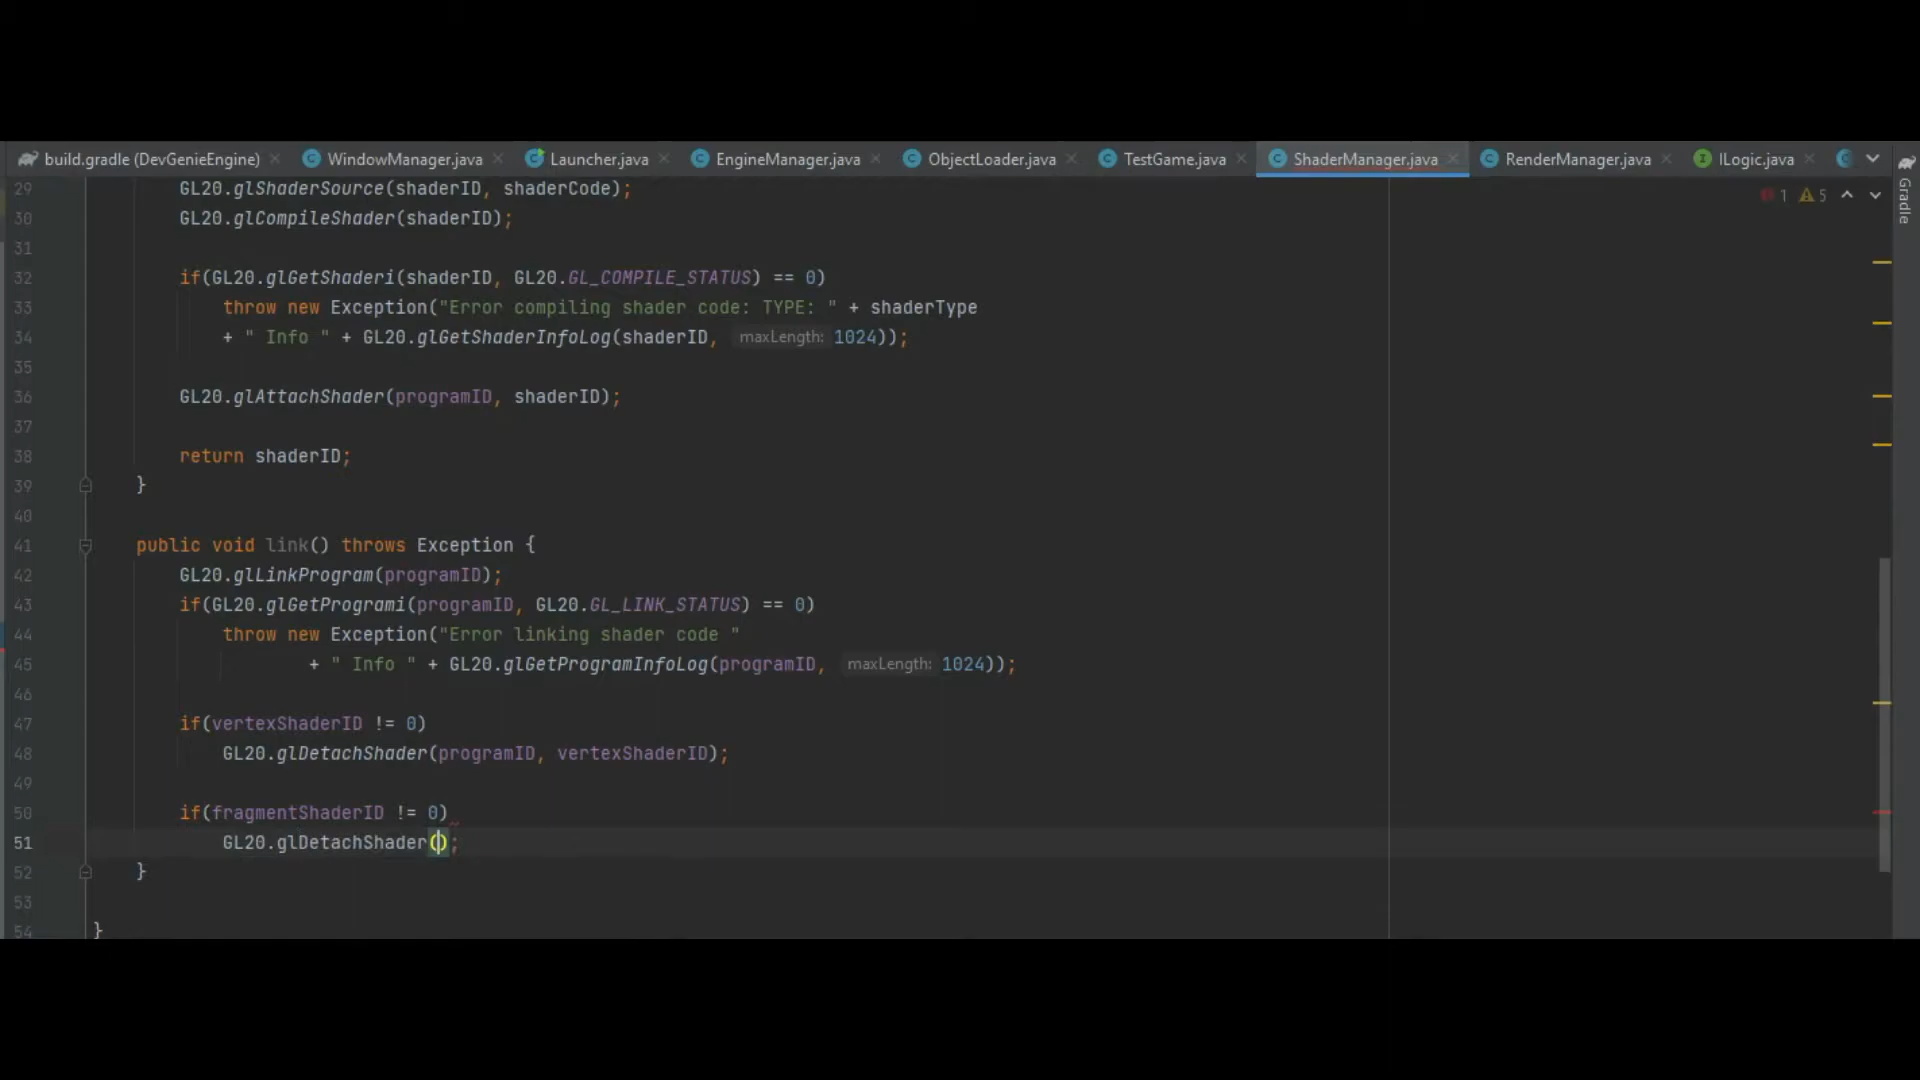 build.gradle (DevGenieEngine) WindowManager.java Launcher.java EngineManager.java ObjectLoader.java TestGame.java ShaderManager.java RenderManager.java ILogic.java
Gradle
1 5
29 GL20.glShaderSource(shaderID, shaderCode);
30 GL20.glCompileShader(shaderID);
31
32 if(GL20.glGetShaderi(shaderID, GL20.GL_COMPILE_STATUS) == 0)
33 throw new Exception("Error compiling shader code: TYPE: " + shaderType
34 + " Info " + GL20.glGetShaderInfoLog(shaderID, maxLength: 1024));
35
36 GL20.glAttachShader(programID, shaderID);
37
38 return shaderID;
39 }
40
41 public void link() throws Exception {
42 GL20.glLinkProgram(programID);
43 if(GL20.glGetProgrami(programID, GL20.GL_LINK_STATUS) == 0)
44 throw new Exception("Error linking shader code "
45 + " Info " + GL20.glGetProgramInfoLog(programID, maxLength: 1024));
46
47 if(vertexShaderID != 0)
48 GL20.glDetachShader(programID, vertexShaderID);
49
50 if(fragmentShaderID != 0)
51 GL20.glDetachShader();
52 }
53
54 }